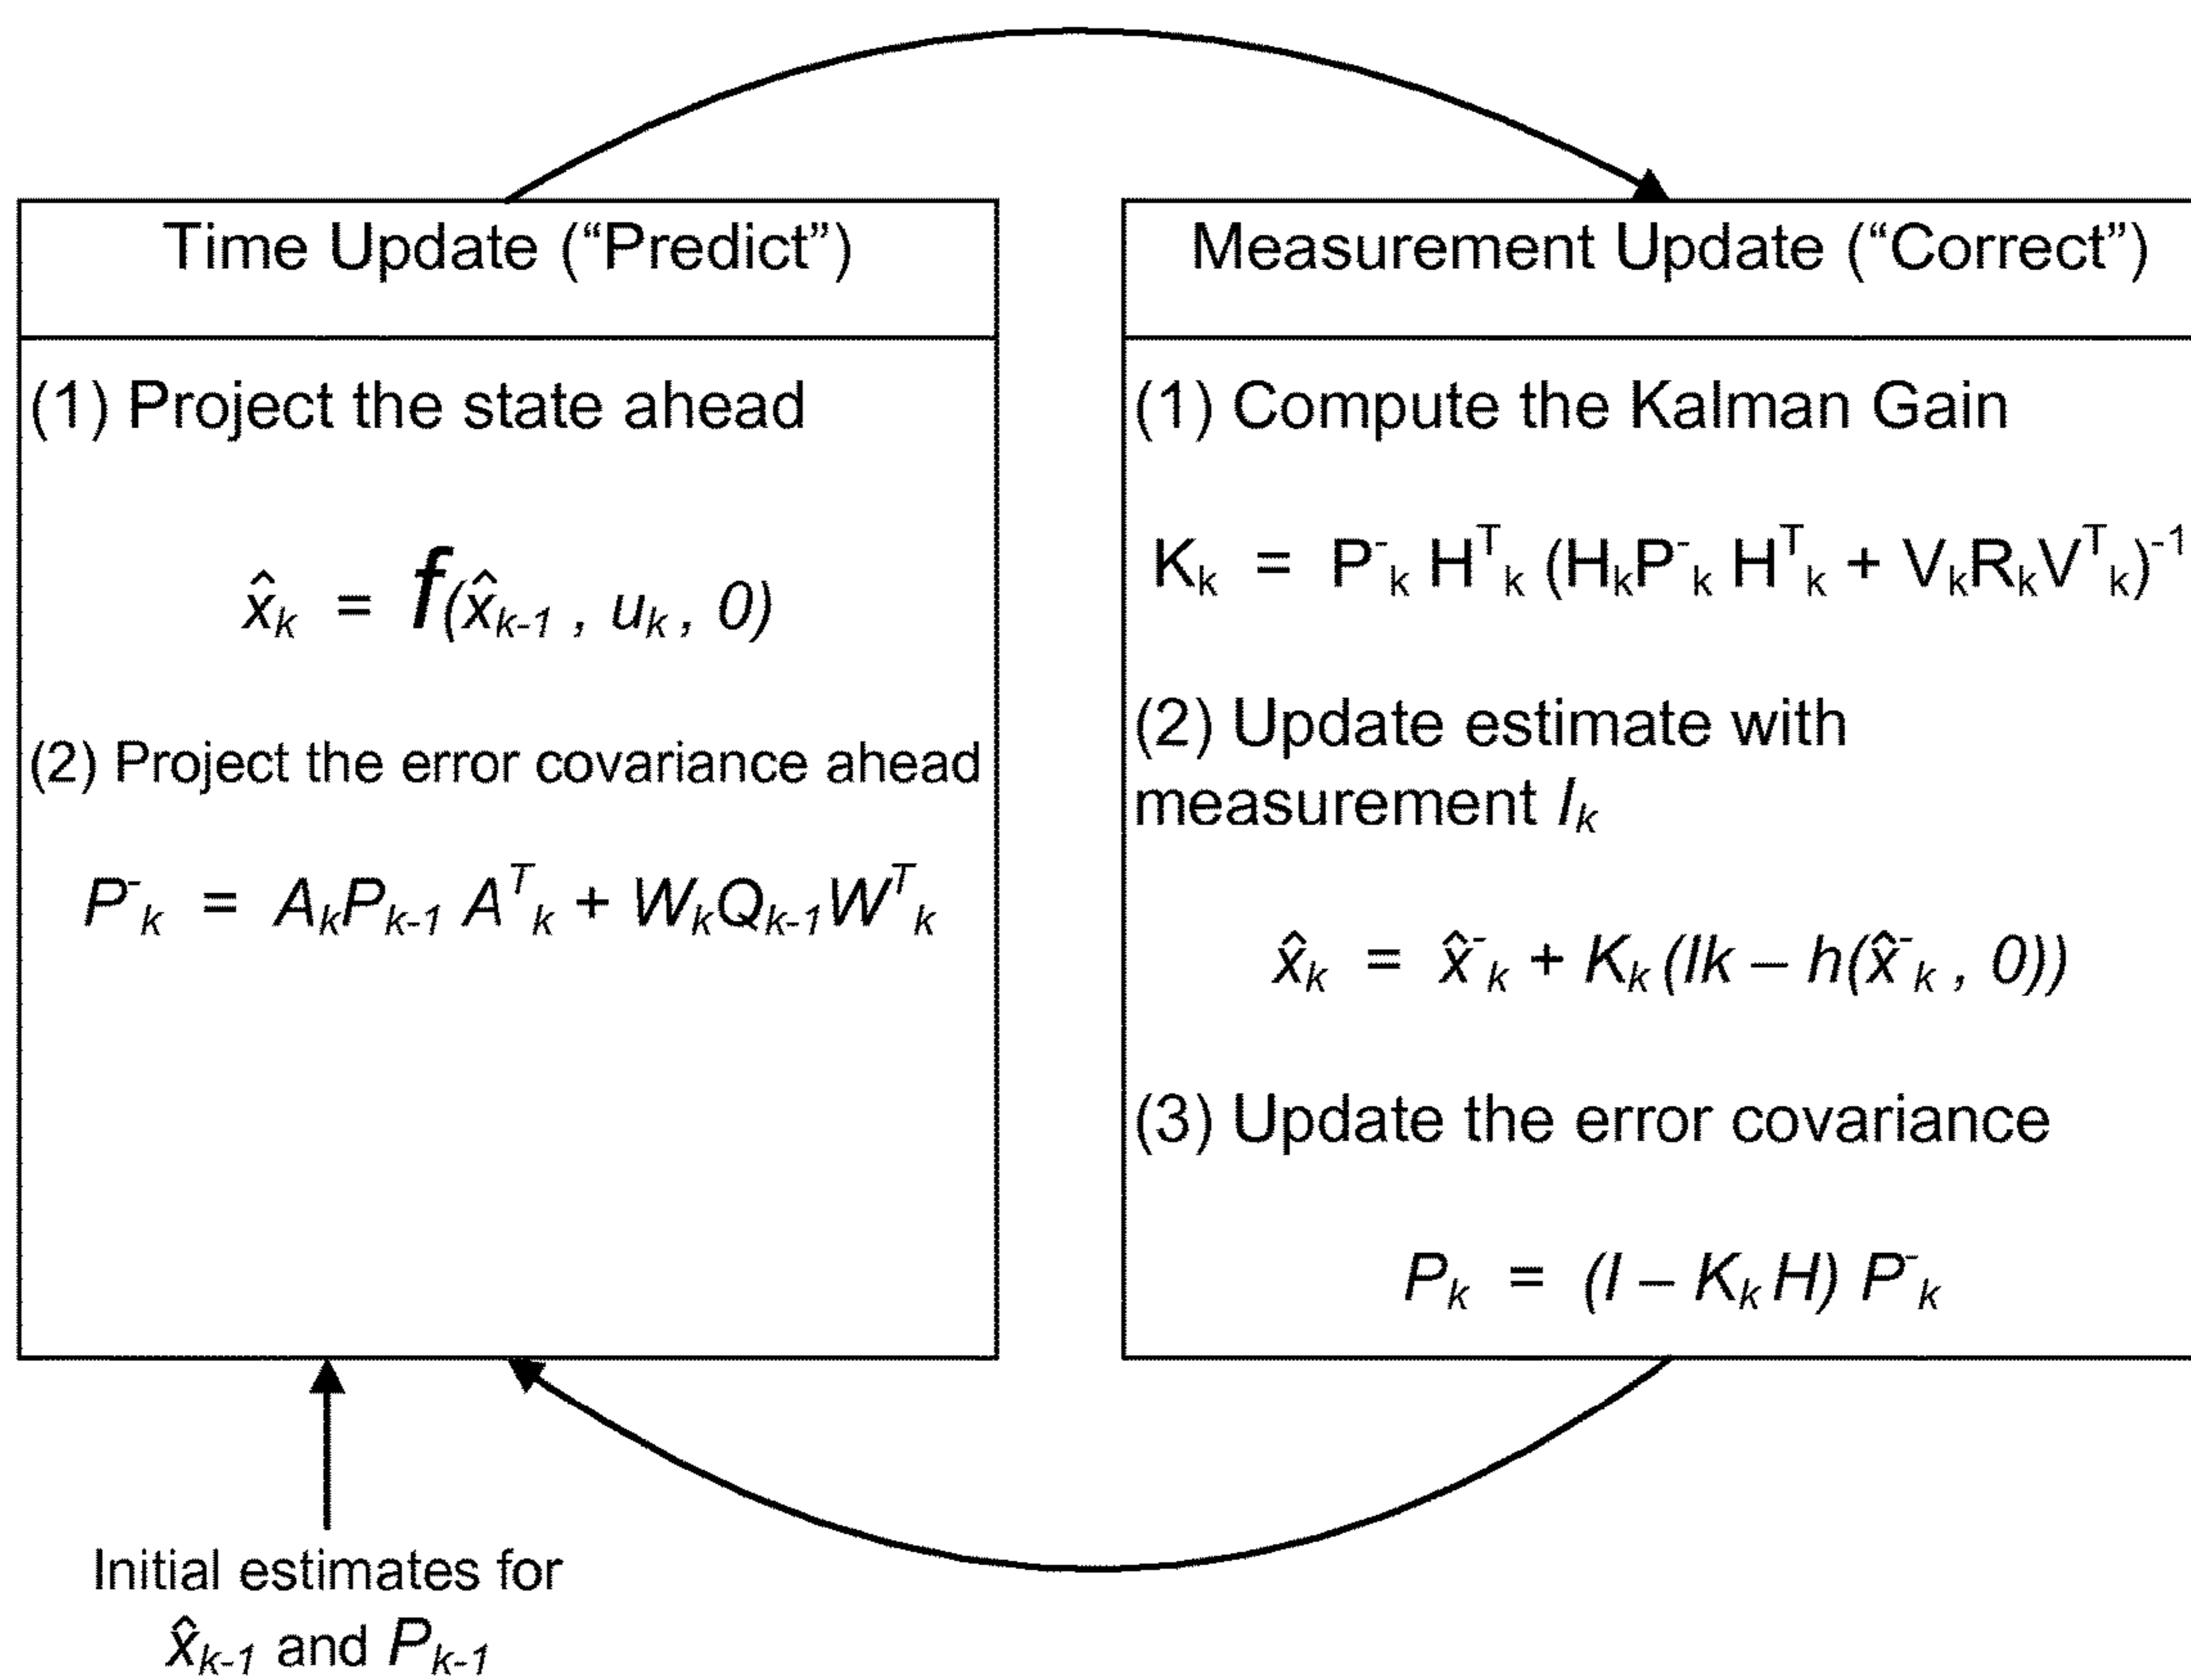 Time Update (“Predict”)
(1) Project the state ahead
x̂ₖ = f(x̂ₖ₋₁ , uₖ , 0)
(2) Project the error covariance ahead
P⁻ₖ = AₖPₖ₋₁ Aᵀₖ + WₖQₖ₋₁Wᵀₖ
Measurement Update (“Correct”)
(1) Compute the Kalman Gain
Kₖ = P⁻ₖ Hᵀₖ (HₖP⁻ₖ Hᵀₖ + VₖRₖVᵀₖ)⁻¹
(2) Update estimate with
measurement Iₖ
x̂ₖ = x̂⁻ₖ + Kₖ (Ik – h(x̂⁻ₖ , 0))
(3) Update the error covariance
Pₖ = (I – Kₖ H) P⁻ₖ
Initial estimates for
x̂ₖ₋₁ and Pₖ₋₁